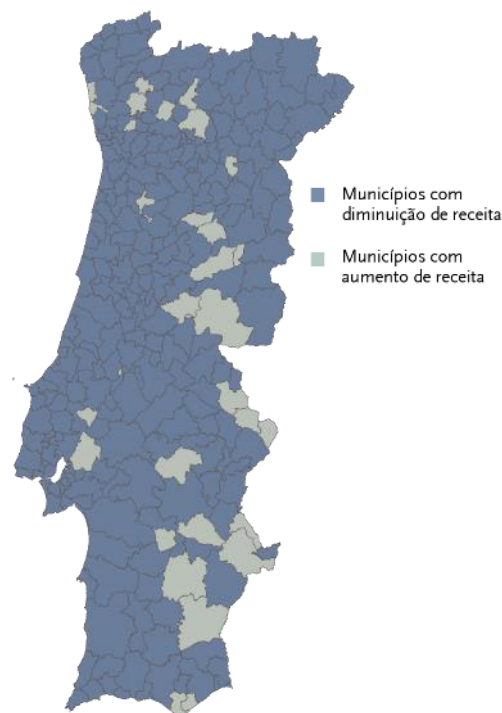 Municípios com
diminuição de receita
Municípios com
aumento de receita